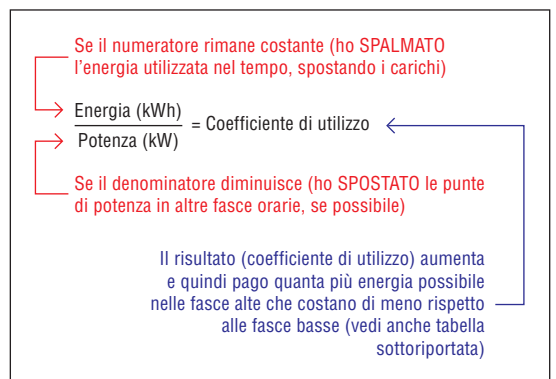 Se il numeratore rimane costante (ho SPALMATO
l'energia utilizzata nel tempo, spostando i carichi)
Energia (kWh)
Potenza (kW)
= Coefficiente di utilizzo
Se il denominatore diminuisce (ho SPOSTATO le punte
di potenza in altre fasce orarie, se possibile)
Il risultato (coefficiente di utilizzo) aumenta
e quindi pago quanta più energia possibile
nelle fasce alte che costano di meno rispetto
alle fasce basse (vedi anche tabella
sottoriportata)